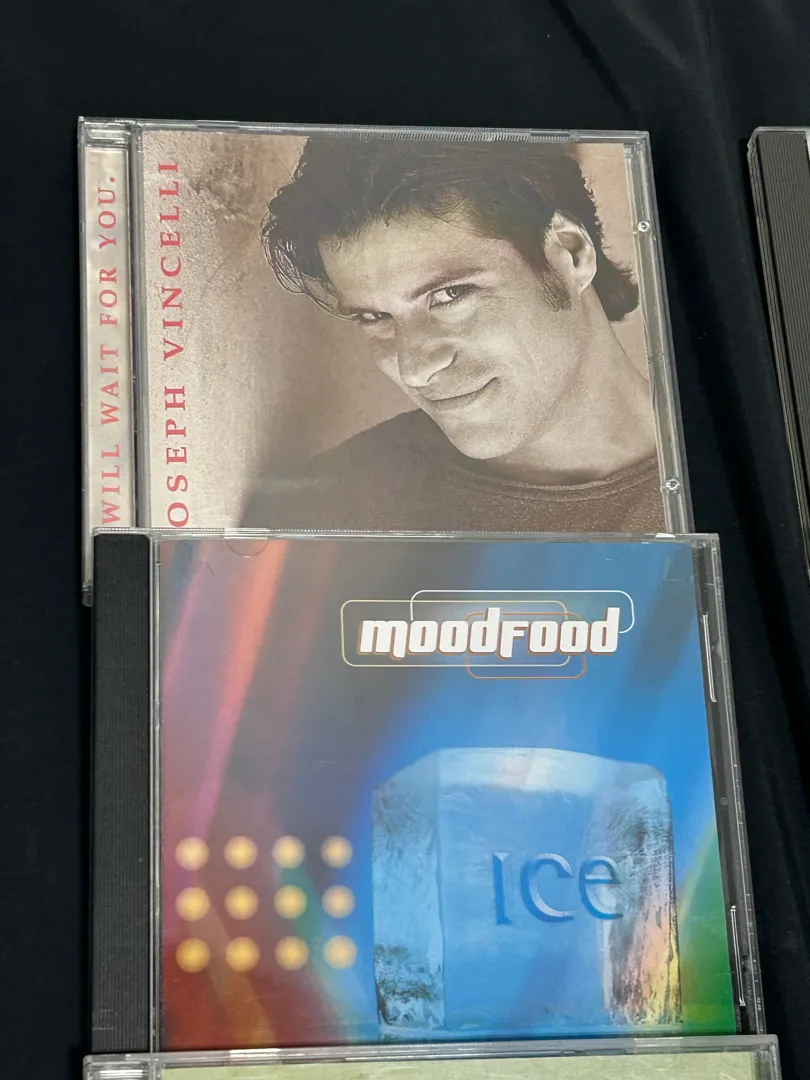 WILL WAIT FOR YOU.
OSEPH VINCELLI
moodfood
ICe